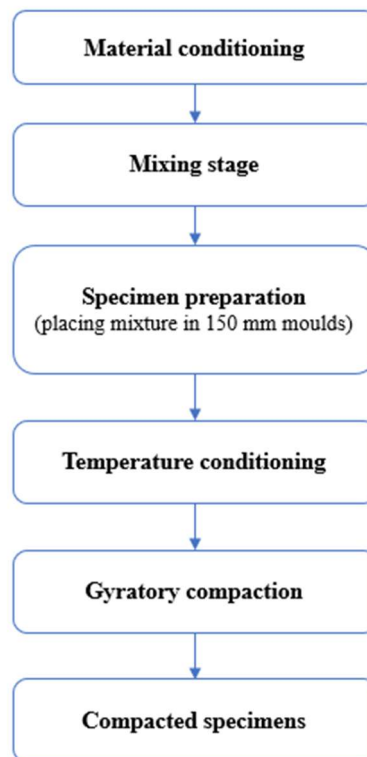 Material conditioning
Mixing stage
Specimen preparation
(placing mixture in 150 mm moulds)
Temperature conditioning
Gyratory compaction
Compacted specimens